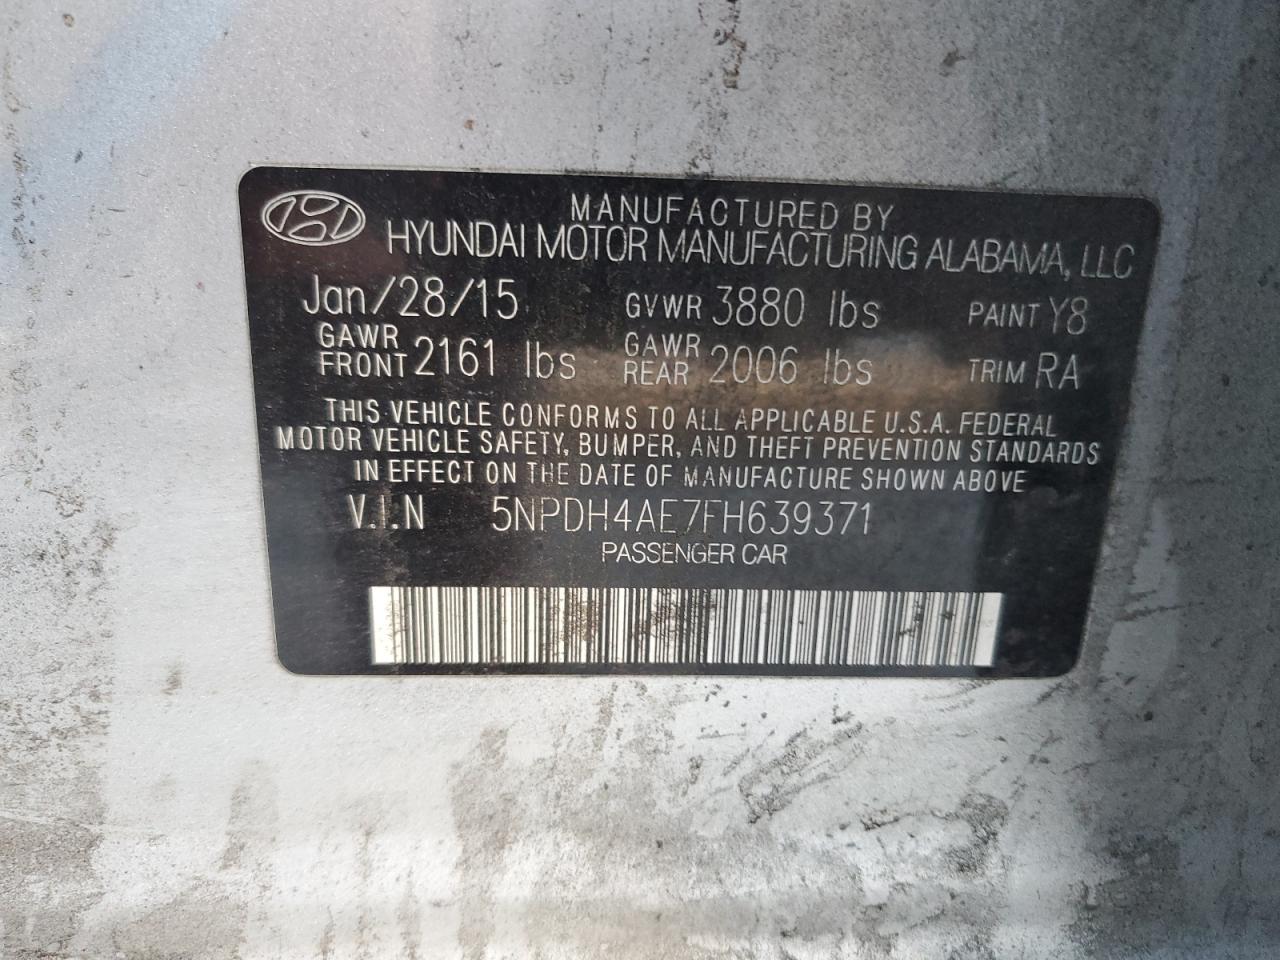 MANUFACTURED BY
HYUNDAI MOTOR MANUFACTURING ALABAMA, LLC
Jan/28/15 GVWR 3880 lbs PAINT Y8
GAWR FRONT 2161 lbs GAWR REAR 2006 lbs TRIM RA
THIS VEHICLE CONFORMS TO ALL APPLICABLE U.S.A. FEDERAL
MOTOR VEHICLE SAFETY, BUMPER, AND THEFT PREVENTION STANDARDS
IN EFFECT ON THE DATE OF MANUFACTURE SHOWN ABOVE
V.I.N 5NPDH4AE7FH639371
PASSENGER CAR